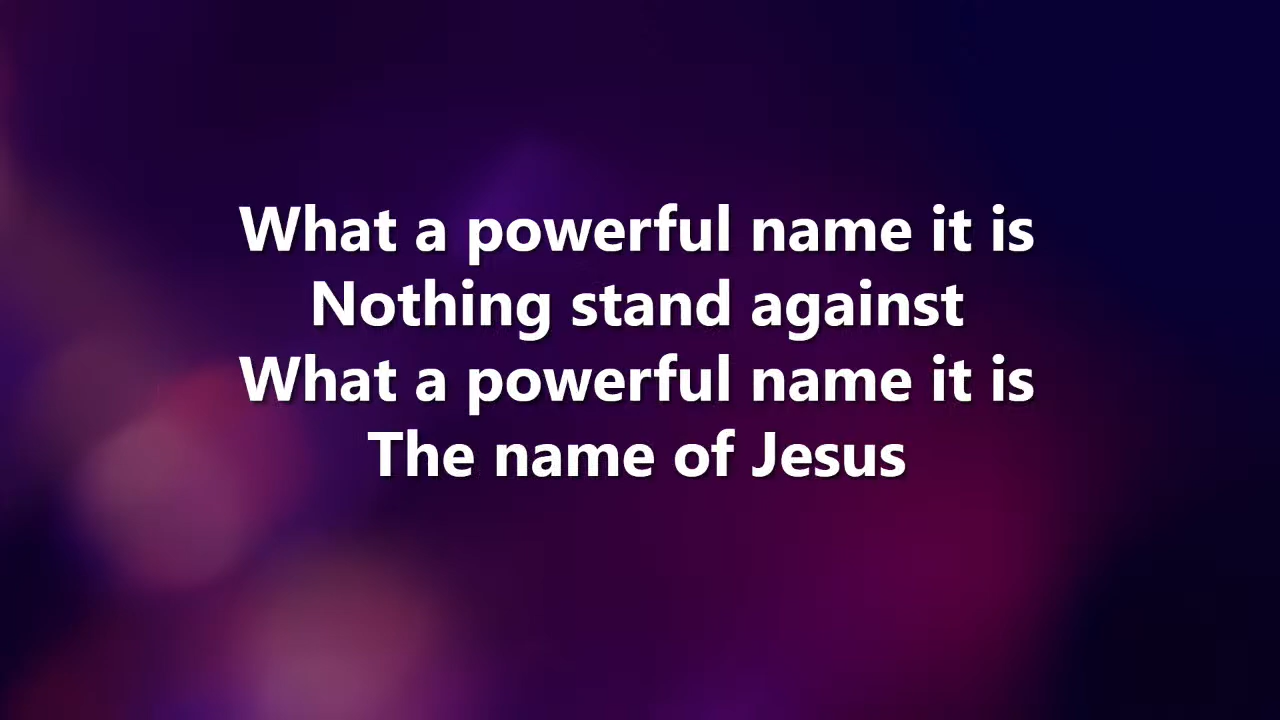 What a powerful name it is
Nothing stand against
What a powerful name it is
The name of Jesus